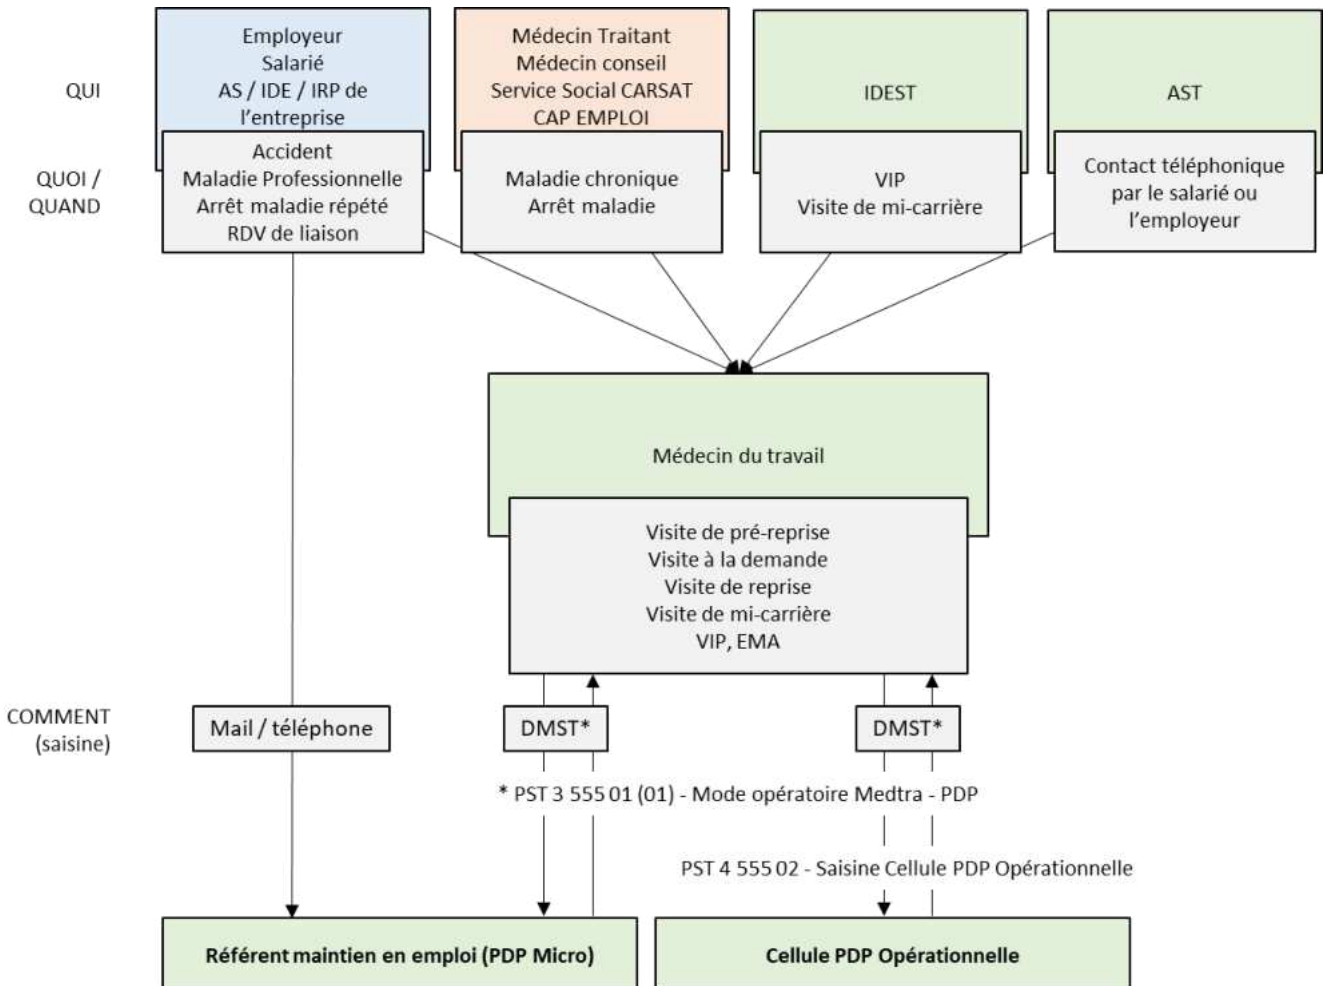 QUI
Employeur
Salarié
AS / IDE / IRP de
l’entreprise
Médecin Traitant
Médecin conseil
Service Social CARSAT
CAP EMPLOI
IDEST
AST
QUOI /
QUAND
Accident
Maladie Professionnelle
Arrêt maladie répété
RDV de liaison
Maladie chronique
Arrêt maladie
VIP
Visite de mi-carrière
Contact téléphonique
par le salarié ou
l’employeur
Médecin du travail
Visite de pré-reprise
Visite à la demande
Visite de reprise
Visite de mi-carrière
VIP, EMA
COMMENT
(saisine)
Mail / téléphone
DMST*
DMST*
* PST 3 555 01 (01) - Mode opératoire Medtra - PDP
PST 4 555 02 - Saisine Cellule PDP Opérationnelle
Référent maintien en emploi (PDP Micro)
Cellule PDP Opérationnelle